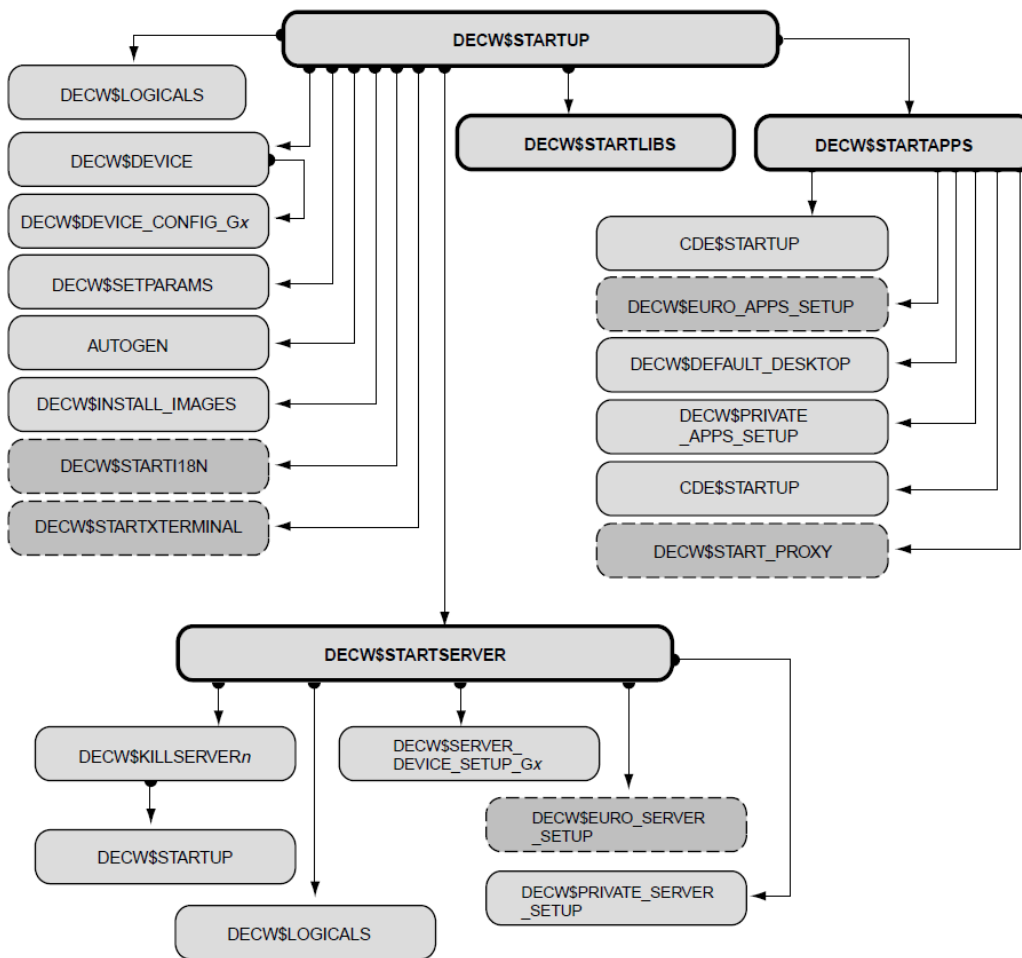 DECW$STARTUP
DECW$LOGICALS
DECW$DEVICE
DECW$STARTLIBS
DECW$STARTAPPS
DECW$DEVICE_CONFIG_Gx
CDE$STARTUP
DECW$SETPARAMS
DECW$EURO_APPS_SETUP
AUTOGEN
DECW$DEFAULT_DESKTOP
DECW$INSTALL_IMAGES
DECW$PRIVATE
_APPS_SETUP
DECW$STARTI18N
CDE$STARTUP
DECW$STARTXTERMINAL
DECW$START_PROXY
DECW$STARTSERVER
DECW$KILLSERVERn
DECW$SERVER_
DEVICE_SETUP_Gx
DECW$EURO_SERVER
_SETUP
DECW$STARTUP
DECW$PRIVATE_SERVER
_SETUP
DECW$LOGICALS